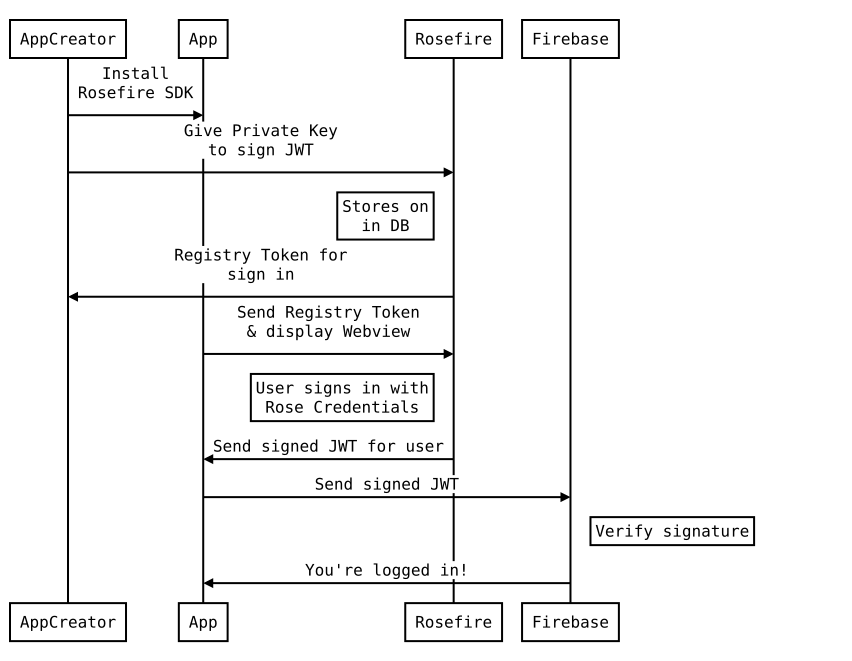 AppCreator
App
Rosefire
Firebase
Install
Rosefire SDK
Give Private Key
to sign JWT
Stores on
in DB
Registry Token for
sign in
Send Registry Token
& display Webview
User signs in with
Rose Credentials
Send signed JWT for user
Send signed JWT
Verify signature
You're logged in!
AppCreator
App
Rosefire
Firebase